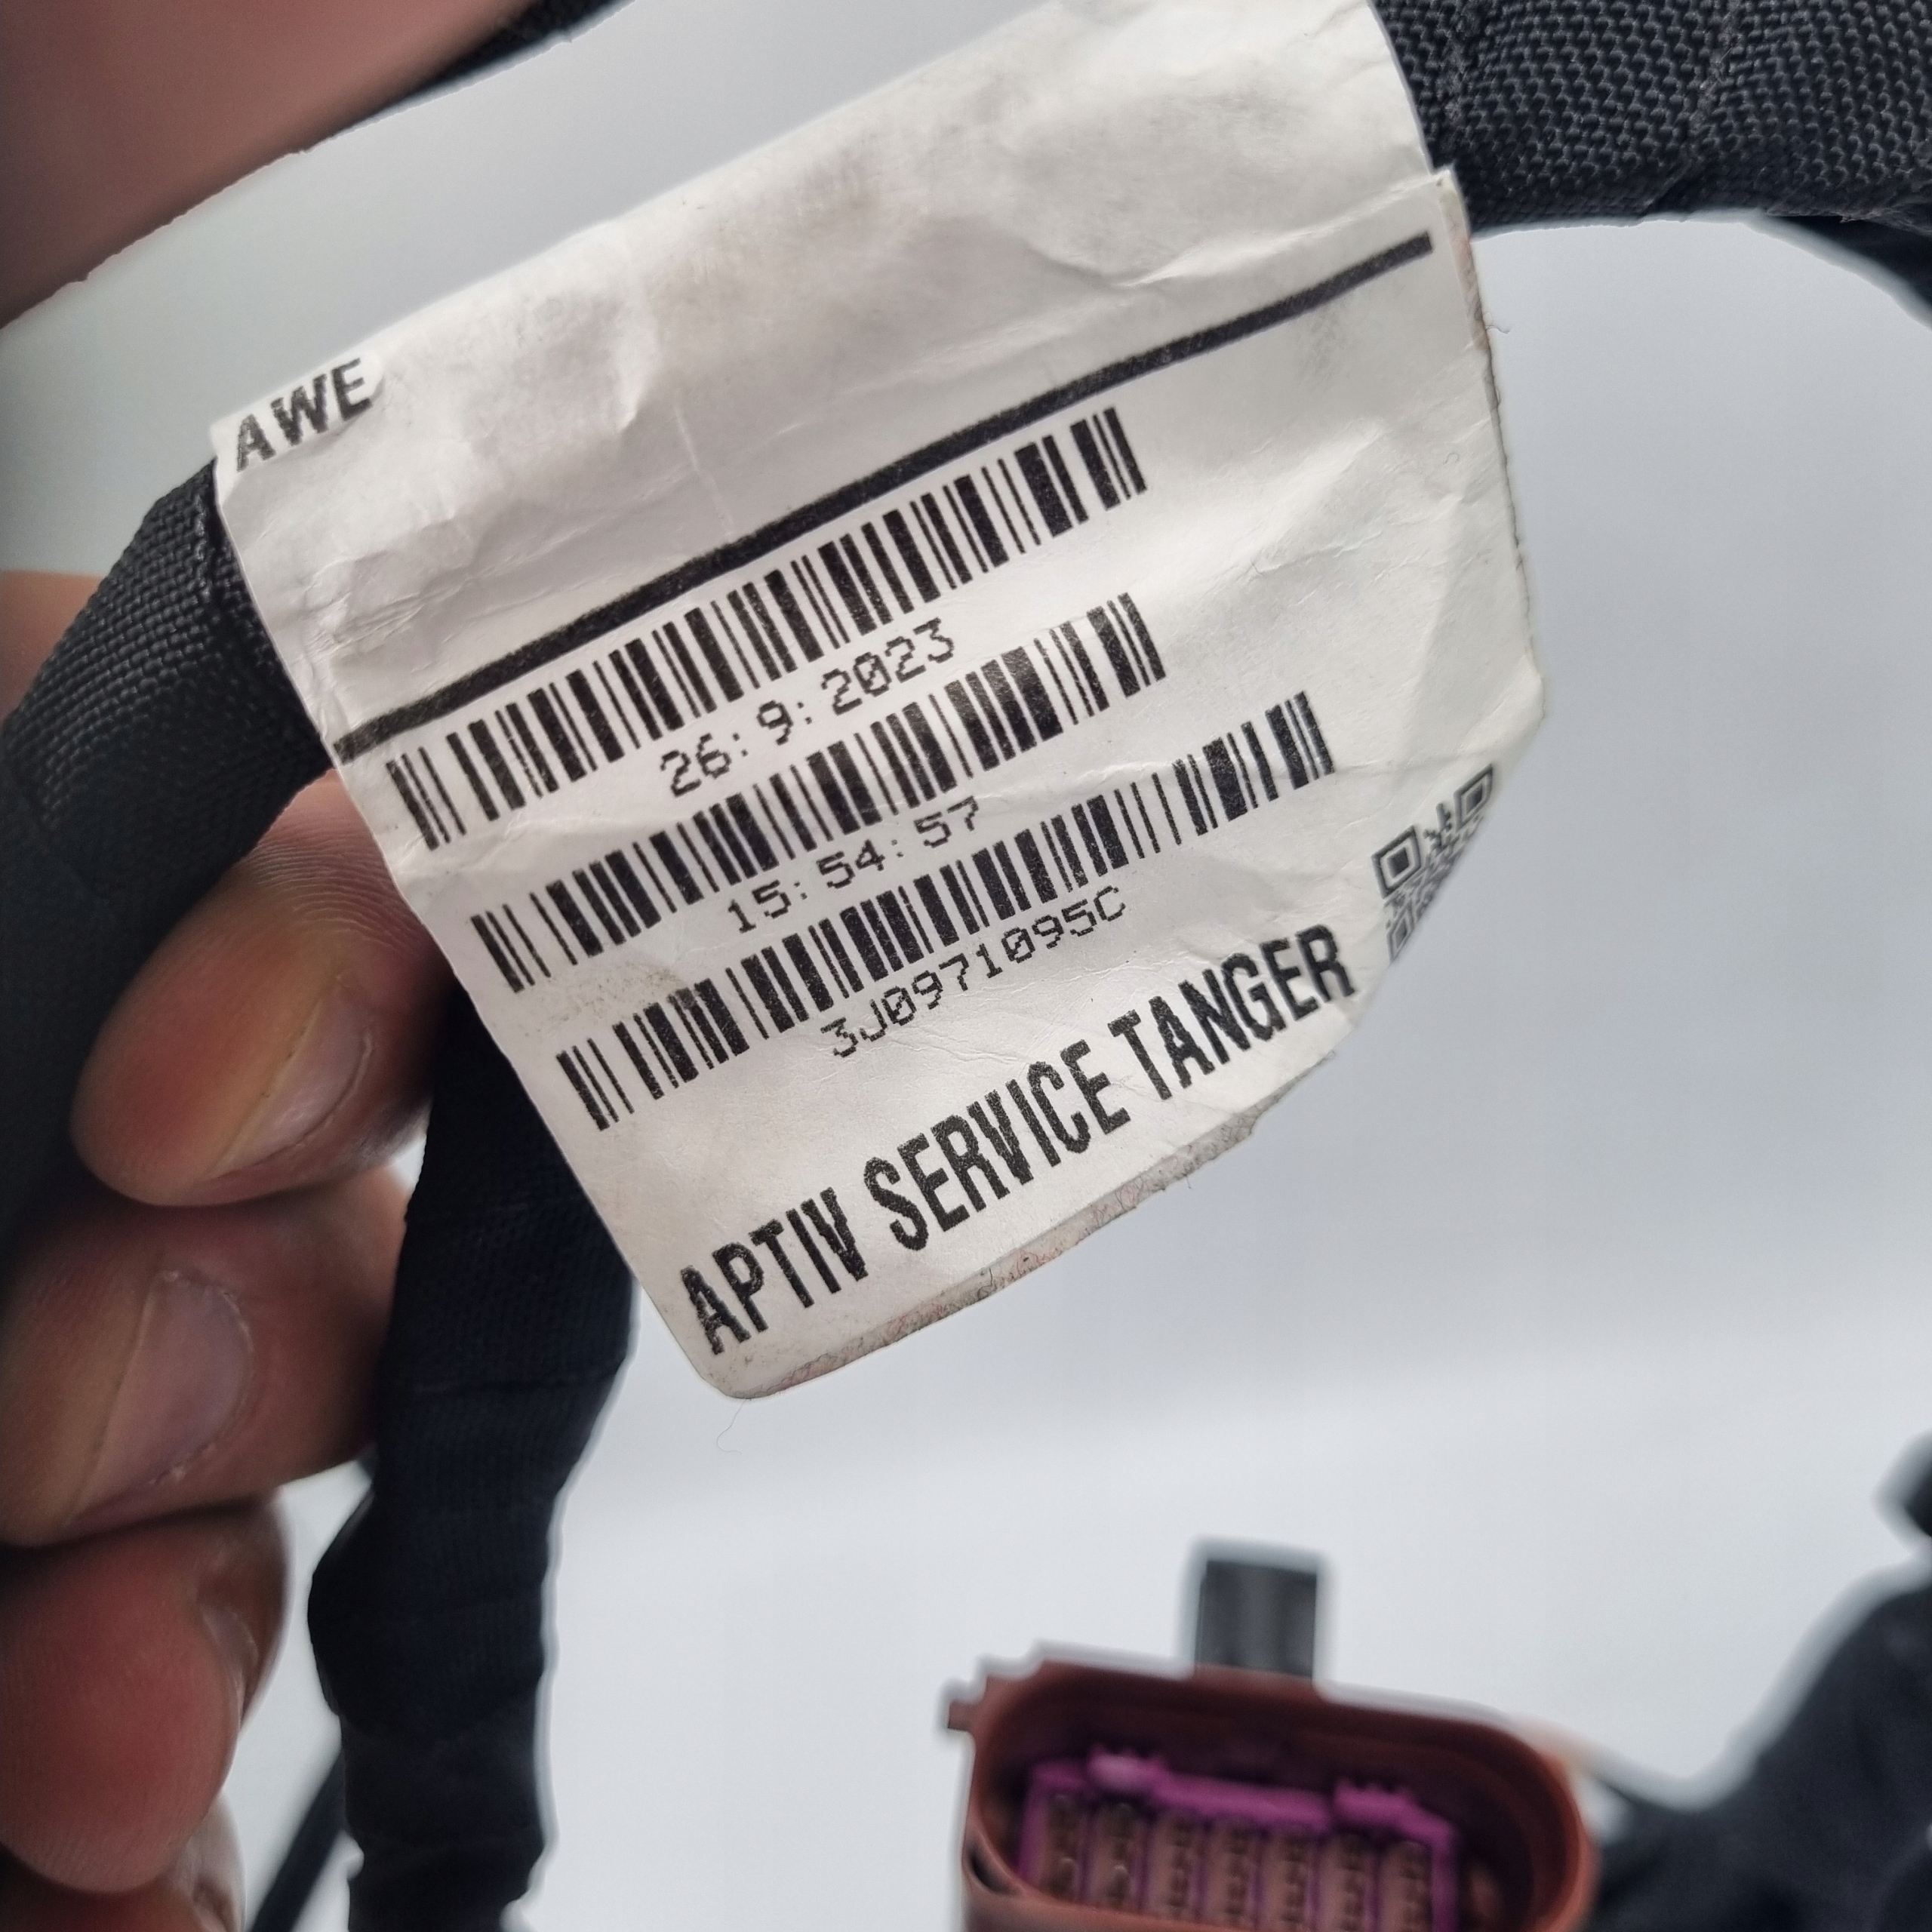 AWE
26:9:2023
15:54:57
3J0971095C
APTIV SERVICE TANGER